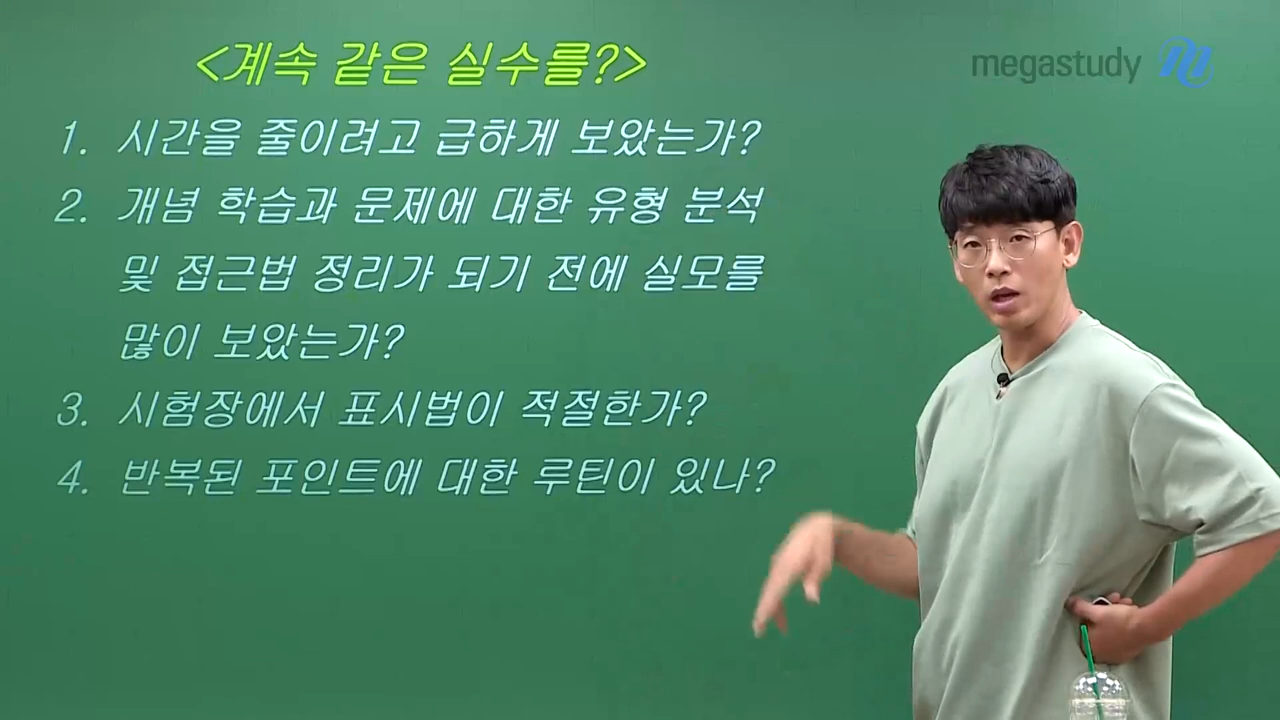 <계속 같은 실수를?>
megastudy
1. 시간을 줄이려고 급하게 보았는가?
2. 개념 학습과 문제에 대한 유형 분석
및 접근법 정리가 되기 전에 실모를
많이 보았는가?
3. 시험장에서 표시법이 적절한가?
4. 반복된 포인트에 대한 루틴이 있나?